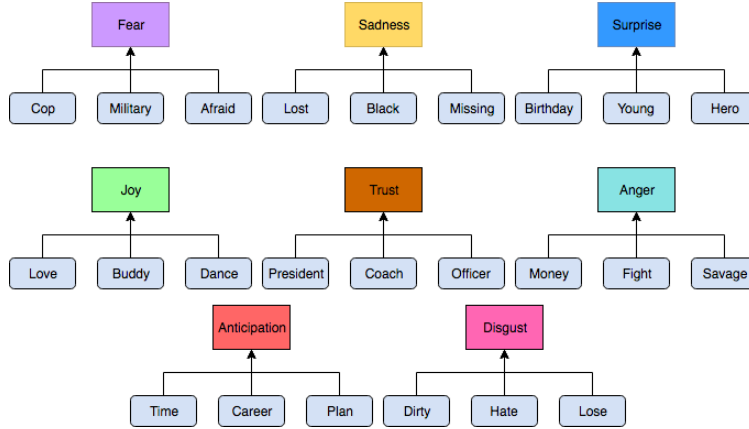 Fear
Sadness
Surprise
Cop
Military
Afraid
Lost
Black
Missing
Birthday
Young
Hero
Joy
Trust
Anger
Love
Buddy
Dance
President
Coach
Officer
Money
Fight
Savage
Anticipation
Disgust
Time
Career
Plan
Dirty
Hate
Lose